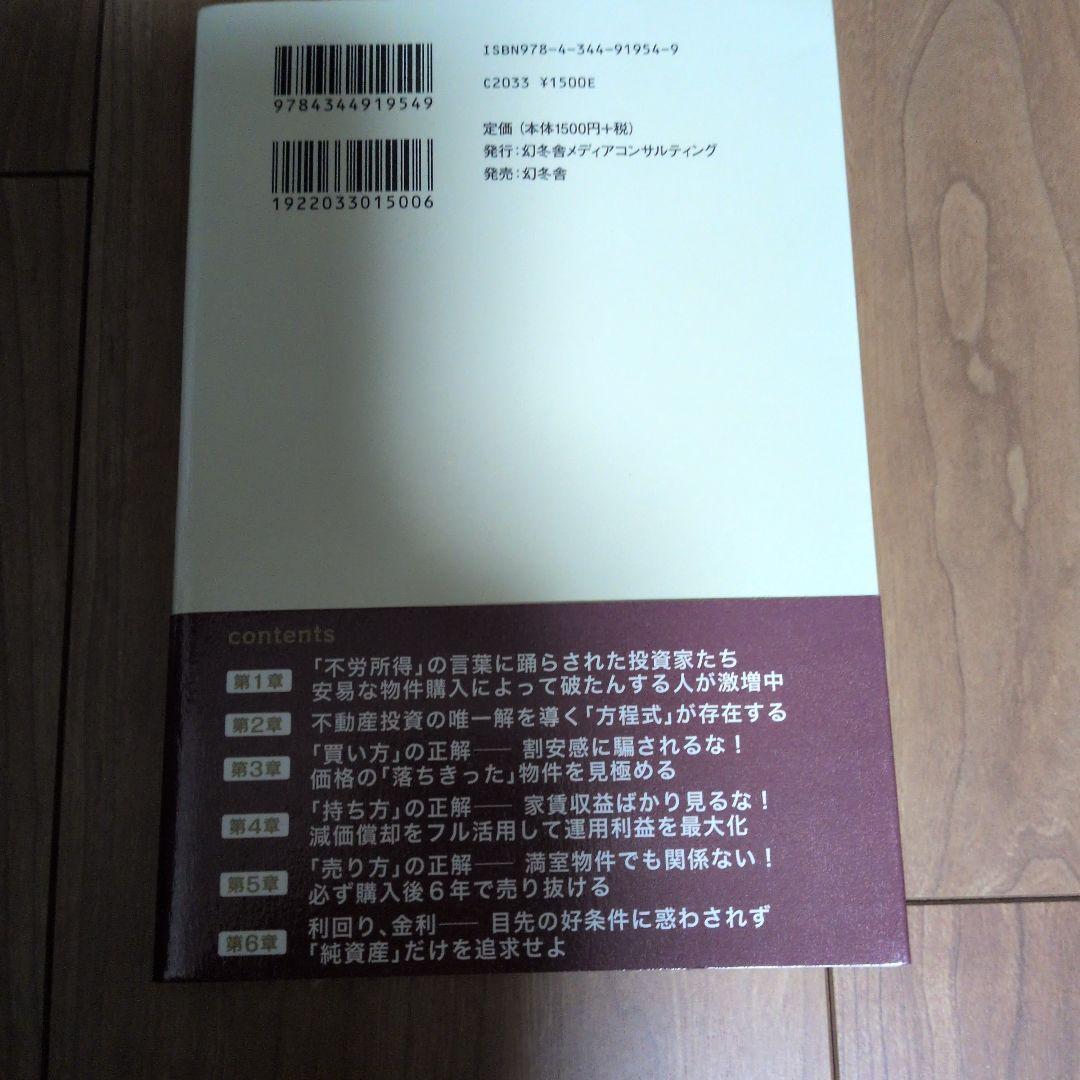 ISBN978-4-344-91954-9
C2033 ¥1500E
9784344919549
定価（本体1500円+税）
発行：幻冬舎メディアコンサルティング
発売：幻冬舎
1922033015006
contents
第1章 「不労所得」の言葉に踊らされた投資家たち
安易な物件購入によって破たんする人が激増中
第2章 不動産投資の唯一解を導く「方程式」が存在する
第3章 「買い方」の正解── 割安感に騙されるな！
価格の「落ちきった」物件を見極める
第4章 「持ち方」の正解── 家賃収益ばかり見るな！
減価償却をフル活用して運用利益を最大化
第5章 「売り方」の正解── 満室物件でも関係ない！
必ず購入後6年で売り抜ける
第6章 利回り、金利── 目先の好条件に惑わされず
「純資産」だけを追求せよ